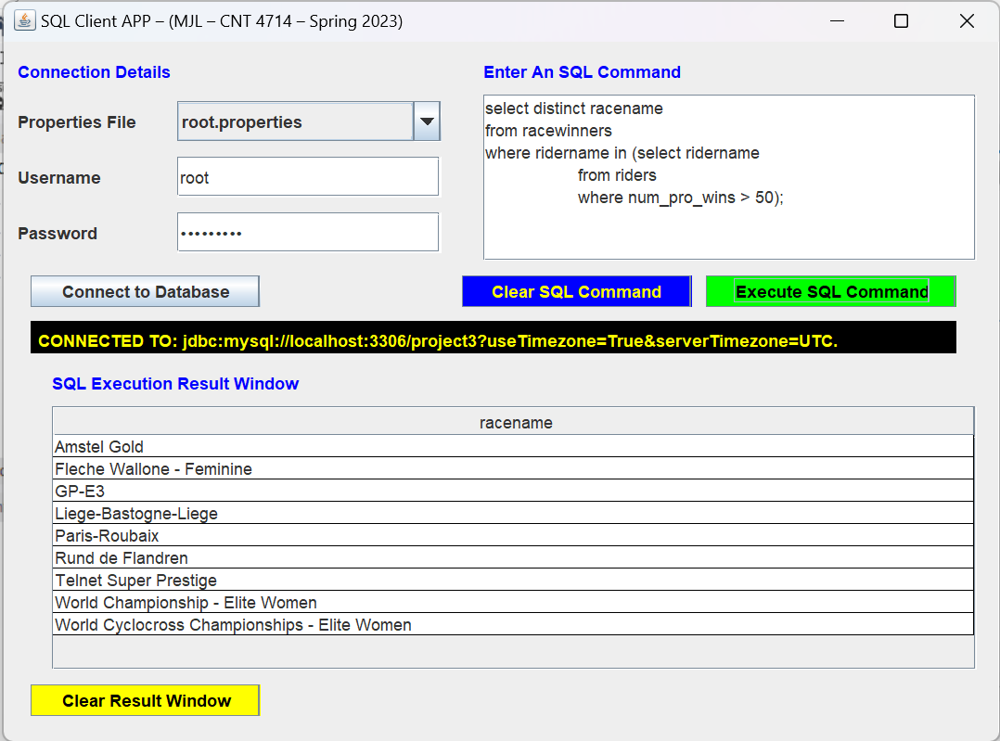 SQL Client APP – (MJL – CNT 4714 – Spring 2023)
Connection Details
Properties File
root.properties
Username
root
Password
•••••••••
Connect to Database
Enter An SQL Command
select distinct racename
from racewinners
where ridername in (select ridername
from riders
where num_pro_wins > 50);
Clear SQL Command
Execute SQL Command
CONNECTED TO: jdbc:mysql://localhost:3306/project3?useTimezone=True&serverTimezone=UTC.
SQL Execution Result Window
racename
Amstel Gold
Fleche Wallone - Feminine
GP-E3
Liege-Bastogne-Liege
Paris-Roubaix
Rund de Flandren
Telnet Super Prestige
World Championship - Elite Women
World Cyclocross Championships - Elite Women
Clear Result Window